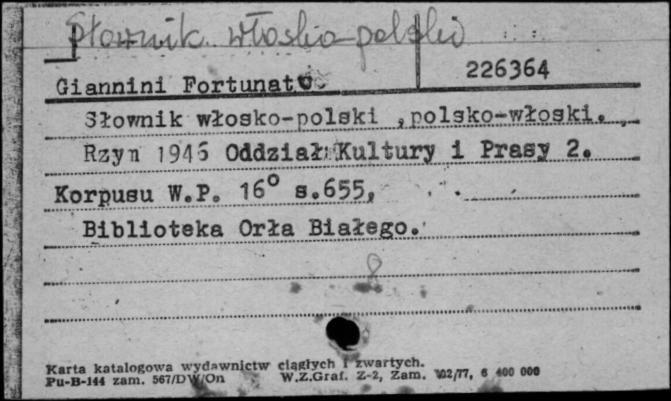 Słownik włosko-polski
226364
Giannini Fortunato
Słownik włosko-polski ,polsko-włoski.
Rzyn 1946 Oddział Kultury i Prasy 2.
Korpusu W.P. 16° s.655,
Biblioteka Orła Białego.
Karta katalogowa wydawnictw ciągłych i zwartych.
Pu-B-144 zam. 567/DW/On W.Z.Graf. Z-2, Zam. 102/77, 6 400 000